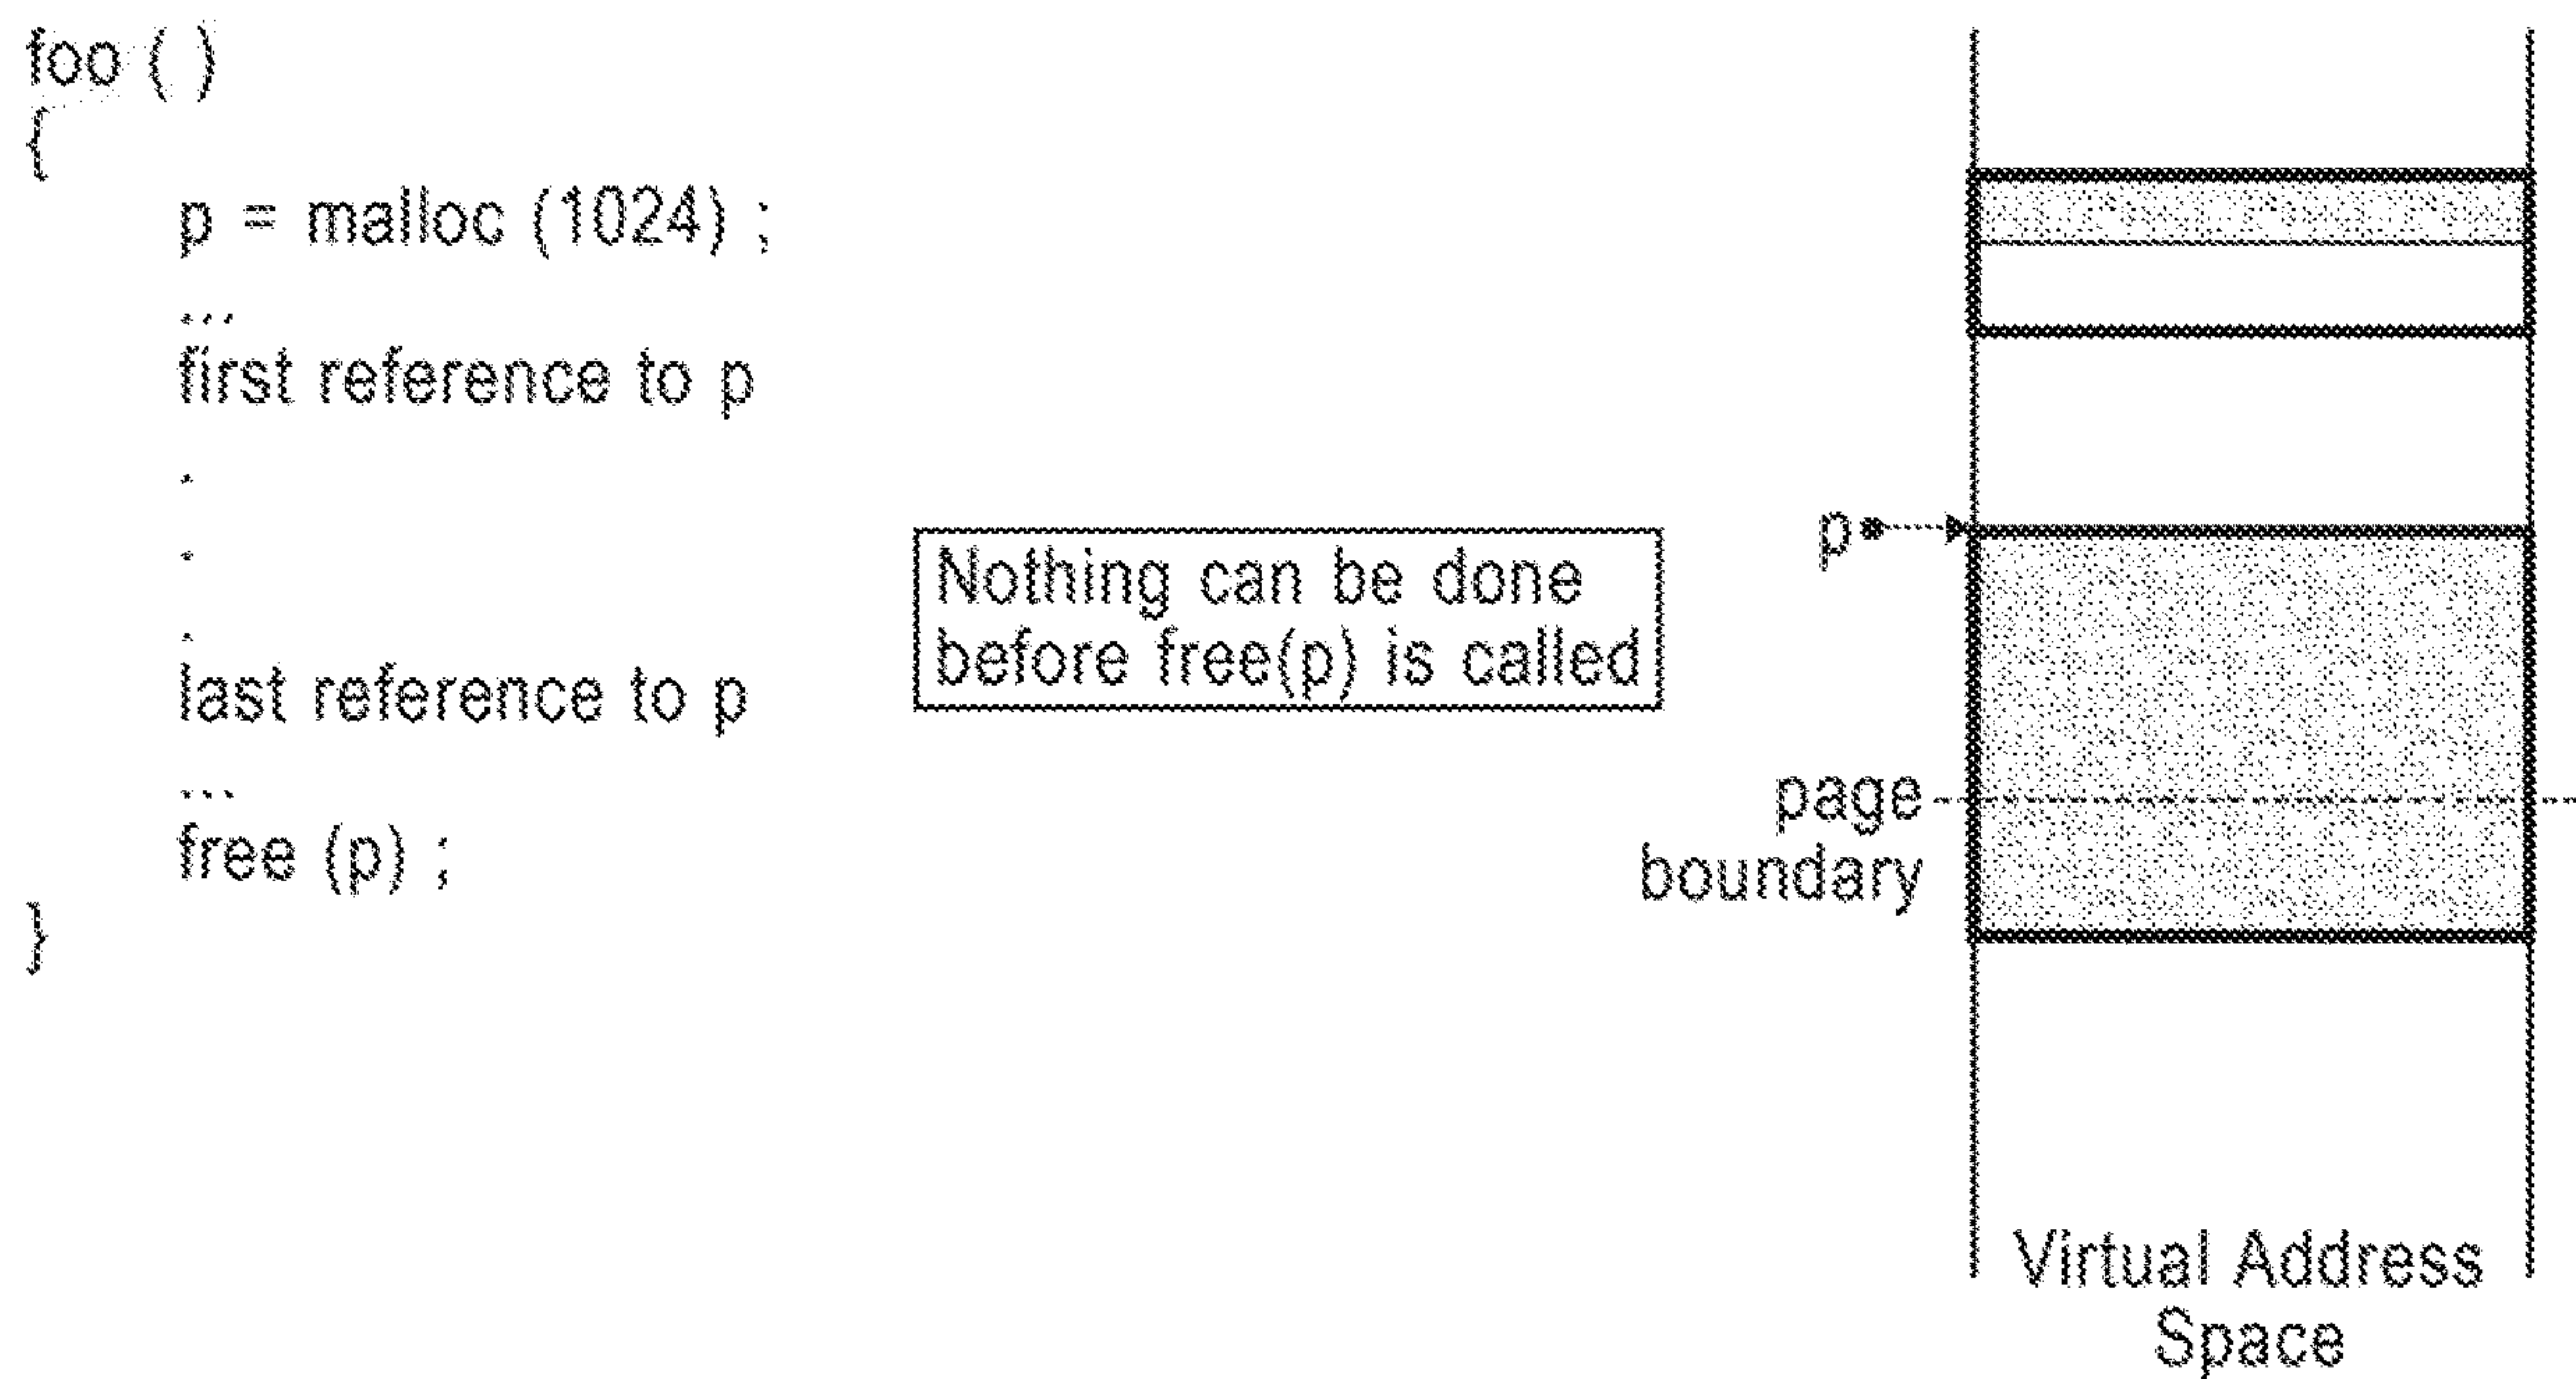 foo ( )
{
p = malloc (1024) ;
...
first reference to p
.
.
.
last reference to p
...
free (p) ;
}
Nothing can be done
before free(p) is called
p
page
boundary
Virtual Address
Space